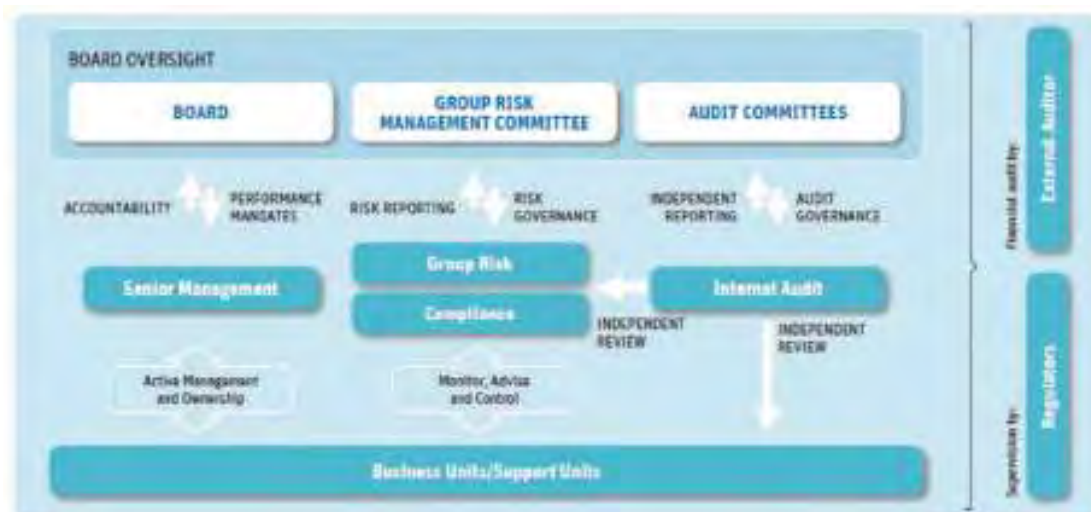 BOARD OVERSIGHT
BOARD
GROUP RISK
MANAGEMENT COMMITTEE
AUDIT COMMITTEES
ACCOUNTABILITY
PERFORMANCE
MANDATES
RISK REPORTING
RISK
GOVERNANCE
INDEPENDENT
REPORTING
AUDIT
GOVERNANCE
Senior Management
Group Risk
Compliance
Internal Audit
INDEPENDENT
REVIEW
INDEPENDENT
REVIEW
Active Management
and Ownership
Monitor, Advise
and Control
Business Units/Support Units
Financial audit by:
External Auditor
Supervision by:
Regulators